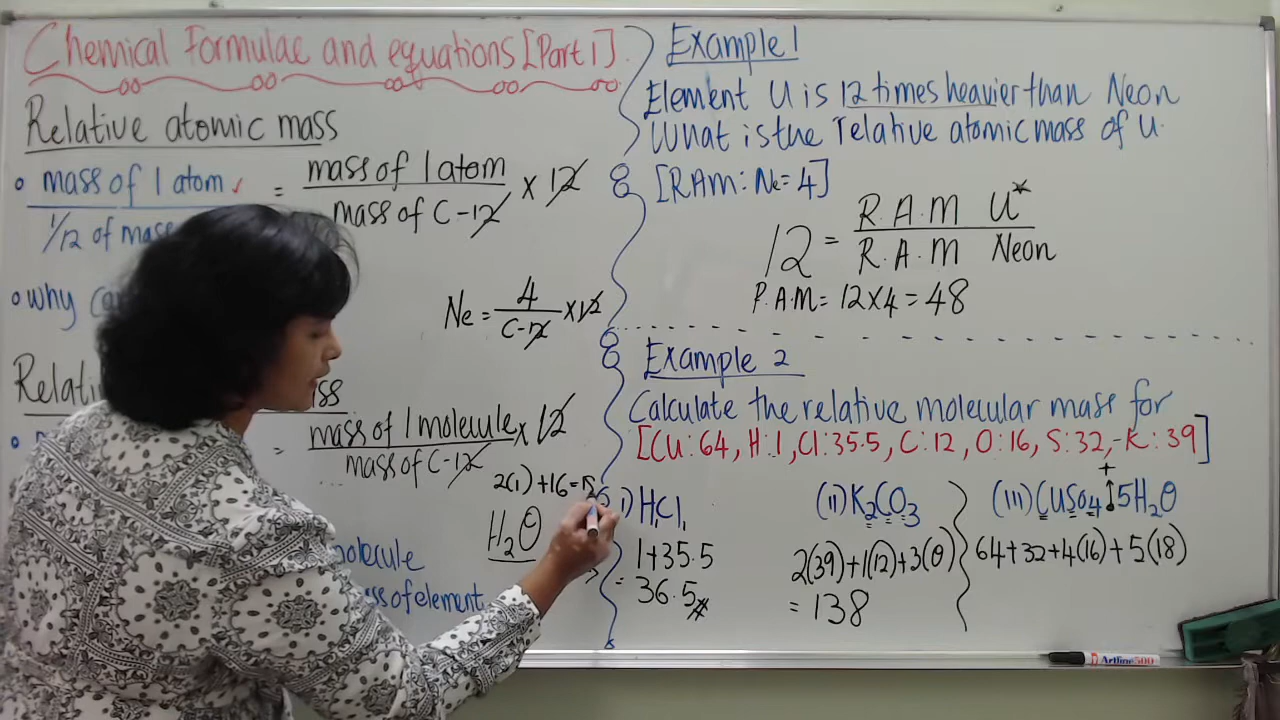 Chemical Formulae and equations [Part 1]
Relative atomic mass
mass of 1 atom
1/12 of mass
= mass of 1 atom / mass of C-12 × 12
• why
Ne = 4 / C-12 × 12
= mass of 1 molecule / mass of C-12 × 12
2(1)+16=
H2O
molecule
mass of element
Example 1
Element U is 12 times heavier than Neon
What is the relative atomic mass of U.
[RAM: Ne=4]
12 = R.A.M U* / R.A.M Neon
R.A.M = 12×4 = 48
Example 2
Calculate the relative molecular mass for
[Cu:64, H:1, Cl:35.5, C:12, O:16, S:32, K:39]
i) HCl
1+35.5
= 36.5
(ii) K2CO3
2(39)+1(12)+3(O)
= 138
(iii) CuSO4 5H2O
+
64+32+4(16)+5(18)
Artline 500